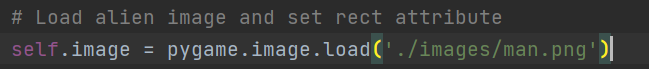 # Load alien image and set rect attribute
self.image = pygame.image.load('./images/man.png')